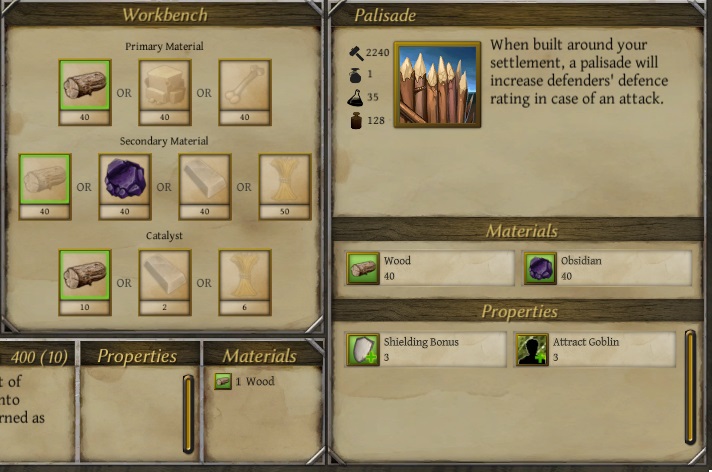 Workbench
Primary Material
OR
OR
40
40
40
Secondary Material
OR
OR
OR
40
40
40
50
Catalyst
OR
OR
10
2
6
400 (10)
t of
nto
rned as
Properties
Materials
1 Wood
Palisade
2240
1
35
128
When built around your
settlement, a palisade will
increase defenders' defence
rating in case of an attack.
Materials
Wood
40
Obsidian
40
Properties
Shielding Bonus
3
Attract Goblin
3